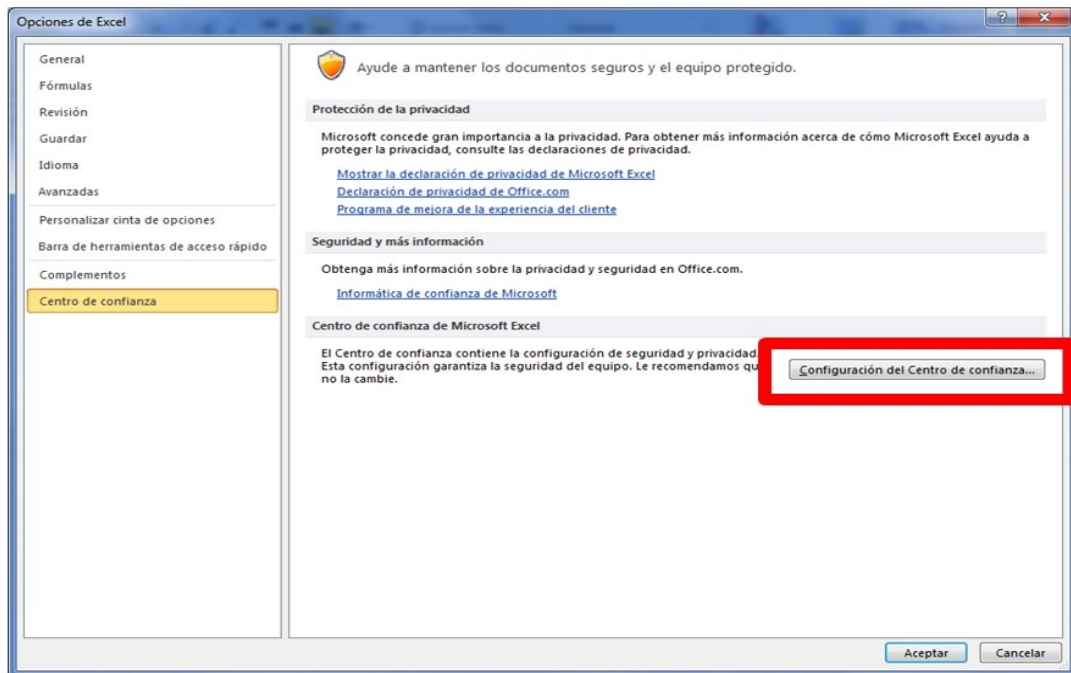 Opciones de Excel
General
Fórmulas
Revisión
Guardar
Idioma
Avanzadas
Personalizar cinta de opciones
Barra de herramientas de acceso rápido
Complementos
Centro de confianza
Ayude a mantener los documentos seguros y el equipo protegido.
Protección de la privacidad
Microsoft concede gran importancia a la privacidad. Para obtener más información acerca de cómo Microsoft Excel ayuda a
proteger la privacidad, consulte las declaraciones de privacidad.
Mostrar la declaración de privacidad de Microsoft Excel
Declaración de privacidad de Office.com
Programa de mejora de la experiencia del cliente
Seguridad y más información
Obtenga más información sobre la privacidad y seguridad en Office.com.
Informática de confianza de Microsoft
Centro de confianza de Microsoft Excel
El Centro de confianza contiene la configuración de seguridad y privacidad.
Esta configuración garantiza la seguridad del equipo. Le recomendamos qu
no la cambie.
Configuración del Centro de confianza...
Aceptar
Cancelar